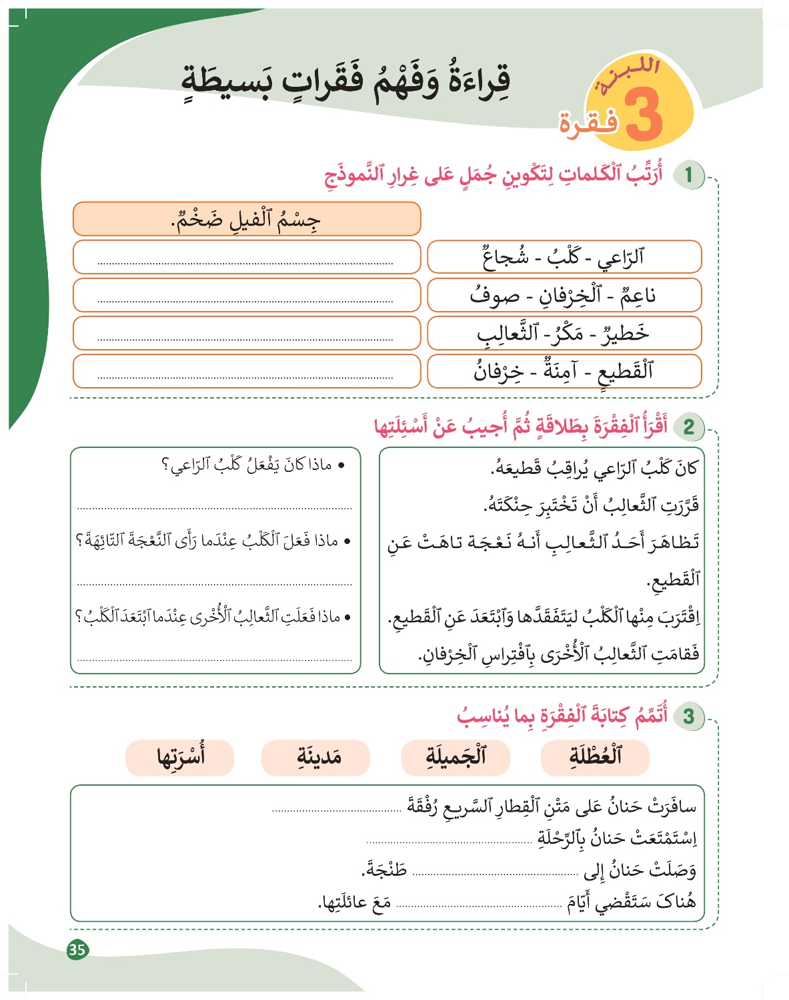 اللبنة
3
فقرة
قِراءَةُ وَفَهْمُ فَقَراتٍ بَسيطَةٍ
1 أُرَتِّبُ ٱلْكَلماتِ لِتَكْوينِ جُمَلٍ عَلى غِرارِ ٱلنَّموذَجِ
جِسْمُ ٱلْفيلِ ضَخْمٌ.
ٱلرّاعي - كَلْبُ - شُجاعٌ
ناعِمٌ - ٱلْخِرْفانِ - صوفُ
خَطيرٌ - مَكْرُ - ٱلثَّعالِبِ
ٱلْقَطيعِ - آمِنَةٌ - خِرْفانُ
2 أَقْرَأُ ٱلْفِقْرَةَ بِطَلاقَةٍ ثُمَّ أُجيبُ عَنْ أَسْئِلَتِها
كانَ كَلْبُ ٱلرّاعي يُراقِبُ قَطيعَهُ.
قَرَّرَتِ ٱلثَّعالِبُ أَنْ تَخْتَبِرَ حِنْكَتَهُ.
تَظاهَرَ أَحَدُ ٱلثَّعالِبِ أَنهُ نَعْجَة تاهَتْ عَنِ
ٱلْقَطيعِ.
اِقْتَرَبَ مِنْها ٱلْكَلْبُ ليَتَفَقَدَّها وَٱبْتَعَدَ عَنِ ٱلْقَطيعِ.
فَقامَتِ ٱلثَّعالِبُ ٱلْأُخْرَى بِٱفْتِراسِ ٱلْخِرْفانِ.
• ماذا كانَ يَفْعَلُ كَلْبُ ٱلرّاعي؟
• ماذا فَعَلَ ٱلْكَلْبُ عِنْدَما رَأَى ٱلنَّعْجَةَ ٱلتّائِهَةَ؟
• ماذا فَعَلَتِ ٱلثَّعالِبُ ٱلْأُخْرى عِنْدَما ٱبْتَعَدَ ٱلْكَلْبُ؟
3 أُتَمِّمُ كِتابَةَ ٱلْفِقْرَةِ بِما يُناسِبُ
ٱلْعُطْلَةِ
ٱلْجَميلَةِ
مَدينَةِ
أُسْرَتِها
سافَرَتْ حَنانُ عَلى مَتْنِ ٱلْقِطارِ ٱلسَّريعِ رُفْقَةَ ........
اِسْتَمْتَعَتْ حَنانُ بِٱلرِّحْلَةِ ........
وَصَلَتْ حَنانُ إِلى ........ طَنْجَةَ.
هُناكَ سَتَقْضي أَيّامَ ........ مَعَ عائلَتِها.
35